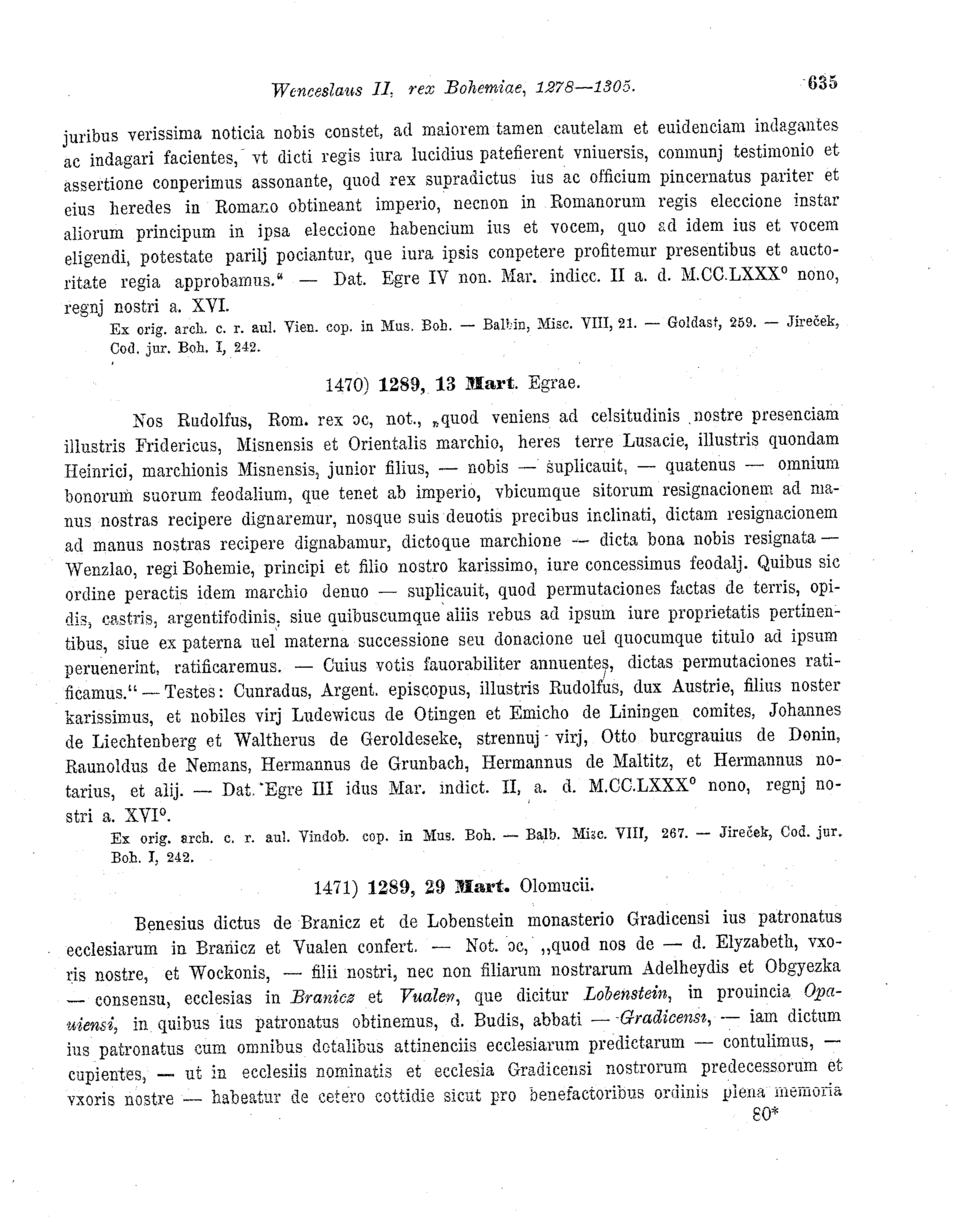 Wenceslaus II, rex Bohemiae, 1278—1305. 635
juribus verissima noticia nobis constet, ad maiorem tamen cautelam et euidenciam indagantes
ac indagari facientes, vt dicti regis iura lucidius patefierent vniuersis, conmunj testimonio et
assertione conperimus assonante, quod rex supradictus ius ac officium pincernatus pariter et
eius heredes in Romano obtineant imperio, necnon in Romanorum regis eleccione instar
aliorum principum in ipsa eleccione habencium ius et vocem, quo ad idem ius et vocem
eligendi, potestate parilj pociantur, que iura ipsis conpetere profitemur presentibus et aucto-
ritate regia approbamus.“ — Dat. Egre IV non. Mar. indicc. II a. d. M.CC.LXXX⁰ nono,
regnj nostri a. XVI.
Ex orig. arch. c. r. aul. Vien. cop. in Mus. Boh. — Balbin, Misc. VIII, 21. — Goldast, 259. — Jireček,
Cod. jur. Boh. I, 242.
1470) 1289, 13 Mart. Egrae.
Nos Rudolfus, Rom. rex ɔc, not., „quod veniens ad celsitudinis nostre presenciam
illustris Fridericus, Misnensis et Orientalis marchio, heres terre Lusacie, illustris quondam
Heinrici, marchionis Misnensis, junior filius, — nobis — suplicauit, — quatenus — omnium
bonorum suorum feodalium, que tenet ab imperio, vbicumque sitorum resignacionem ad ma-
nus nostras recipere dignaremur, nosque suis deuotis precibus inclinati, dictam resignacionem
ad manus nostras recipere dignabamur, dictoque marchione — dicta bona nobis resignata —
Wenzlao, regi Bohemie, principi et filio nostro karissimo, iure concessimus feodalj. Quibus sic
ordine peractis idem marchio denuo — suplicauit, quod permutaciones factas de terris, opi-
dis, castris, argentifodinis, siue quibuscumque aliis rebus ad ipsum iure proprietatis pertinen-
tibus, siue ex paterna uel materna successione seu donacione uel quocumque titulo ad ipsum
peruenerint, ratificaremus. — Cuius votis fauorabiliter annuentes, dictas permutaciones rati-
ficamus.“ — Testes: Cunradus, Argent. episcopus, illustris Rudolfus, dux Austrie, filius noster
karissimus, et nobiles virj Ludewicus de Otingen et Emicho de Liningen comites, Johannes
de Liechtenberg et Waltherus de Geroldeseke, strennuj virj, Otto burcgrauius de Donin,
Raunoldus de Nemans, Hermannus de Grunbach, Hermannus de Maltitz, et Hermannus no-
tarius, et alij. — Dat. Egre III idus Mar. indict. II, a. d. M.CC.LXXX⁰ nono, regnj no-
stri a. XVI⁰.
Ex orig. arch. c. r. aul. Vindob. cop. in Mus. Boh. — Balb. Misc. VIII, 267. — Jireček, Cod. jur.
Boh. I, 242.
1471) 1289, 29 Mart. Olomucii.
Benesius dictus de Branicz et de Lobenstein monasterio Gradicensi ius patronatus
ecclesiarum in Branicz et Vualen confert. — Not. ɔc, „quod nos de — d. Elyzabeth, vxo-
ris nostre, et Wockonis, — filii nostri, nec non filiarum nostrarum Adelheydis et Obgyezka
— consensu, ecclesias in Branicz et Vualen, que dicitur Lobenstein, in prouincia Opa-
uiensi, in quibus ius patronatus obtinemus, d. Budis, abbati — Gradicensi, — iam dictum
ius patronatus cum omnibus dotalibus attinenciis ecclesiarum predictarum — contulimus, —
cupientes, — ut in ecclesiis nominatis et ecclesia Gradicensi nostrorum predecessorum et
vxoris nostre — habeatur de cetero cottidie sicut pro benefactoribus ordinis plena memoria
80*